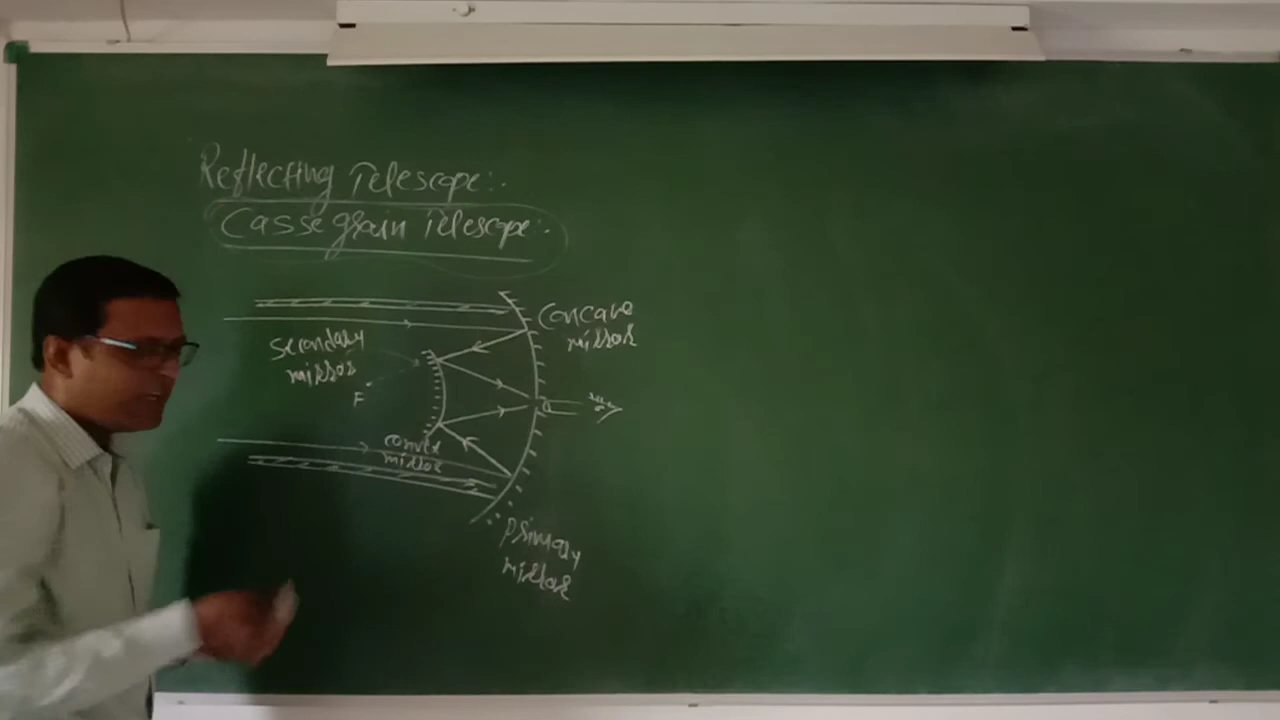 Reflecting Telescope:.
Cassegrain Telescope:.
Concave
mirror
Secondary
mirror
F
Convex
mirror
Primary
mirror